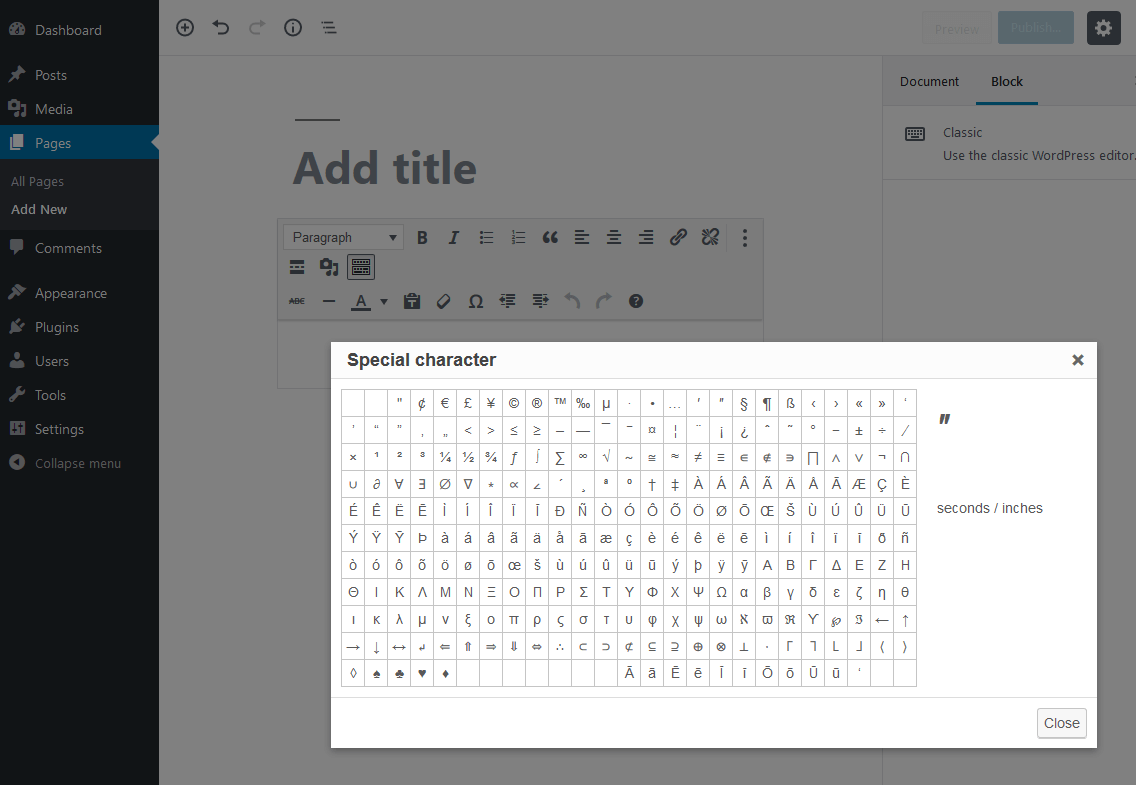 Dashboard
Posts
Media
Pages
All Pages
Add New
Comments
Appearance
Plugins
Users
Tools
Settings
Collapse menu
Preview
Publish...
Document
Block
Classic
Use the classic WordPress editor.
Add title
Paragraph
B I
ABC A Ω
Special character
" ¢ € £ ¥ © ® ™ ‰ µ · • … ′ ″ § ¶ ß ‹ › « » ‘
’ “ ” ‚ „ < > ≤ ≥ – — ¯ ‾ ¤ ¦ ¨ ¡ ¿ ˆ ˜ ° − ± ÷ ⁄
× ¹ ² ³ ¼ ½ ¾ ƒ ∫ ∑ ∞ √ ∼ ≅ ≈ ≠ ≡ ∈ ∉ ∋ ∏ ∧ ∨ ¬ ∩
∪ ∂ ∀ ∃ ∅ ∇ ∗ ∝ ∠ ´ ¸ ª º † ‡ À Á Â Ã Ä Å Ā Æ Ç È
É Ê Ë Ē Ì Í Î Ï Ī Ð Ñ Ò Ó Ô Õ Ö Ø Ō Œ Š Ù Ú Û Ü Ū
Ý Ÿ Ȳ Þ à á â ã ä å ā æ ç è é ê ë ē ì í î ï ī ð ñ
ò ó ô õ ö ø ō œ š ù ú û ü ū ý þ ÿ ȳ Α Β Γ Δ Ε Ζ Η
Θ Ι Κ Λ Μ Ν Ξ Ο Π Ρ Σ Τ Υ Φ Χ Ψ Ω α β γ δ ε ζ η θ
ι κ λ μ ν ξ ο π ρ ς σ τ υ φ χ ψ ω ℵ ϖ ℜ ϒ ℘ ℑ ← ↑
→ ↓ ↔ ↲ ⇐ ⇑ ⇒ ⇓ ⇔ ∴ ⊂ ⊃ ⊄ ⊆ ⊇ ⊕ ⊗ ⊥ ⋅ ⌈ ⌉ ⌊ ⌋ 〈 〉
◊ ♠ ♣ ♥ ♦ Ā ā Ē ē Ī ī Ō ō Ū ū ʻ
″
seconds / inches
Close